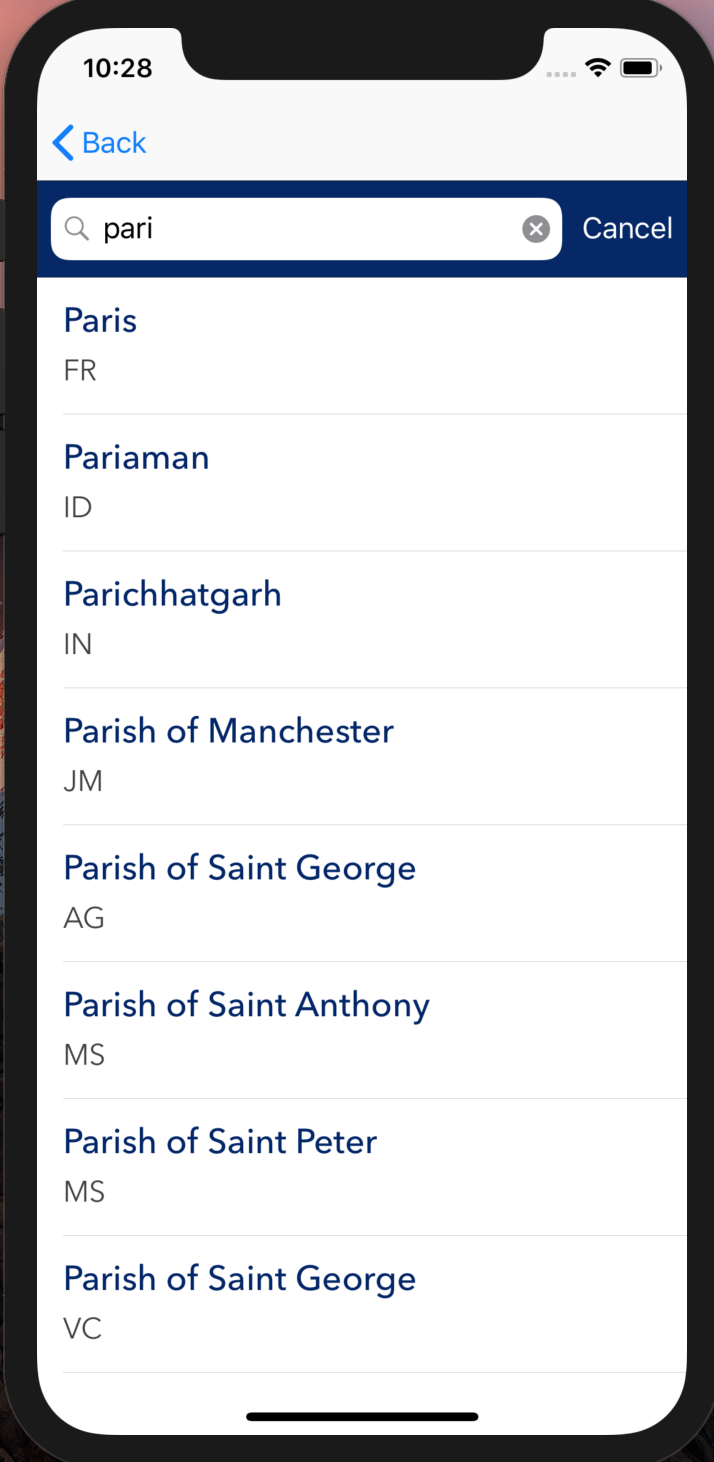 10:28
Back
pari Cancel
Paris
FR
Pariaman
ID
Parichhatgarh
IN
Parish of Manchester
JM
Parish of Saint George
AG
Parish of Saint Anthony
MS
Parish of Saint Peter
MS
Parish of Saint George
VC